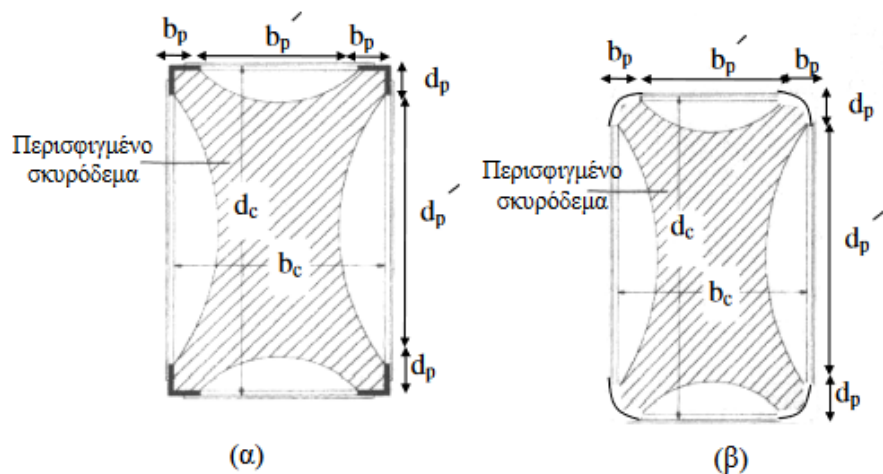 bp bp′ bp
dp
Περισφιγμένο
σκυρόδεμα
dc
dp′
bc
dp
(α)
bp bp′ bp
dp
Περισφιγμένο
σκυρόδεμα
dc
dp′
bc
dp
(β)